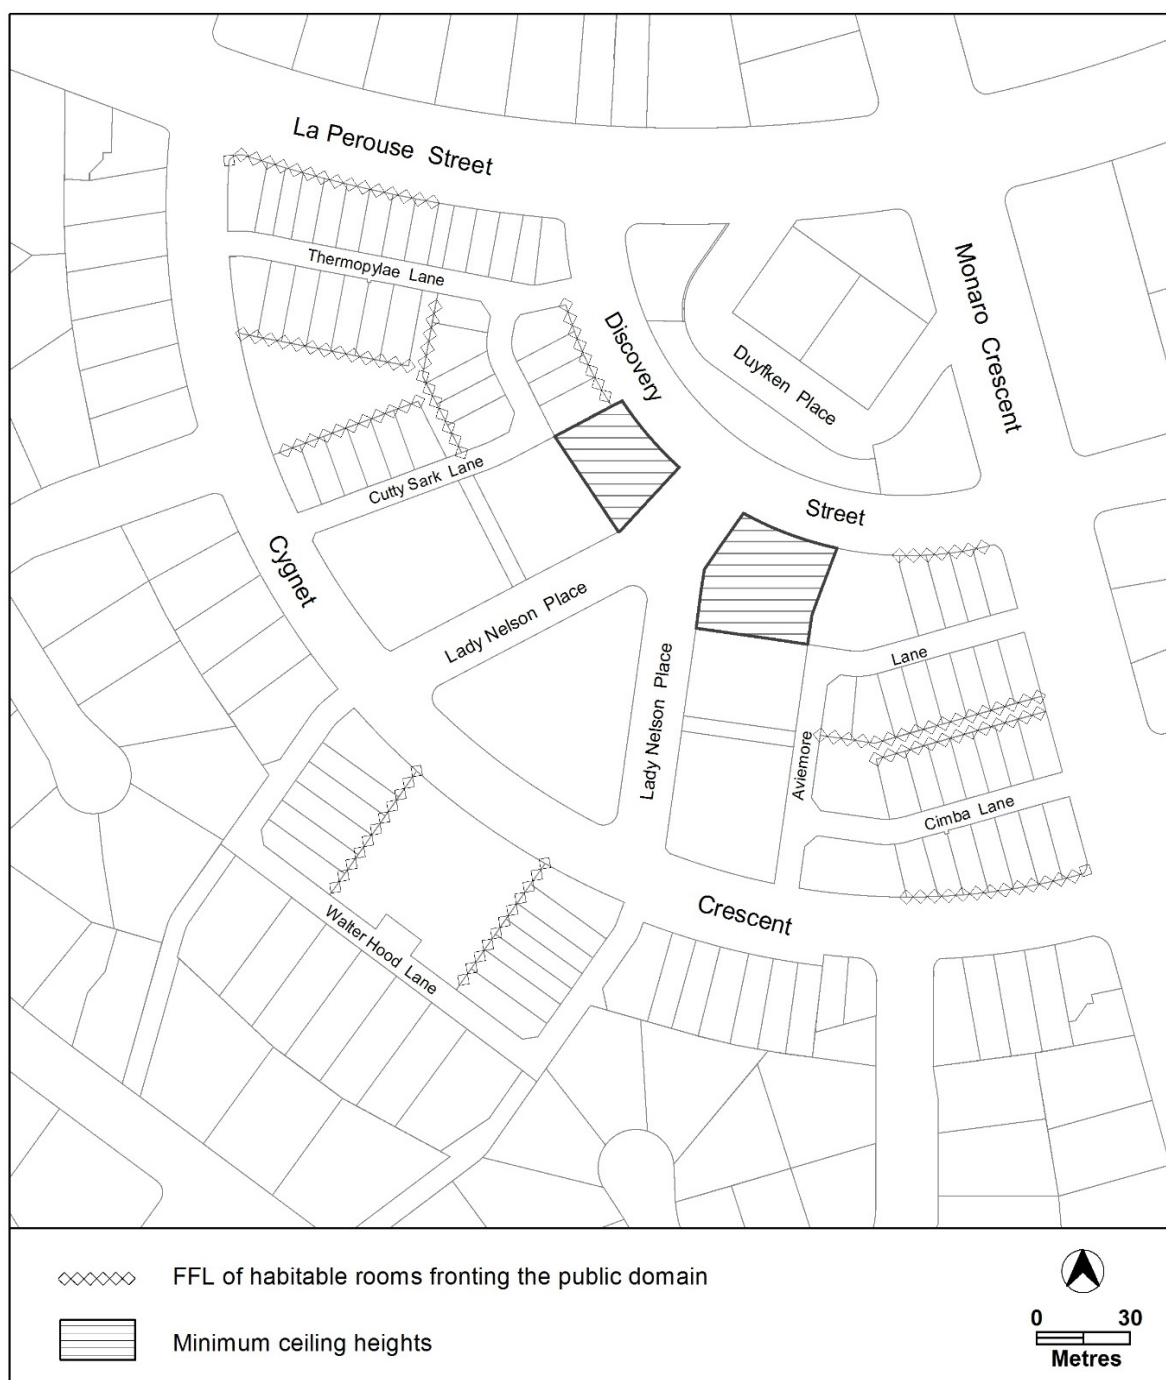 La Perouse Street
Thermopylae Lane
Monaro Crescent
Discovery
Duyfken Place
Cutty Sark Lane
Street
Cygnet
Lady Nelson Place
Lane
Lady Nelson Place
Aviemore
Cimba Lane
Crescent
Walter Hood Lane
FFL of habitable rooms fronting the public domain
Minimum ceiling heights
0 30
Metres